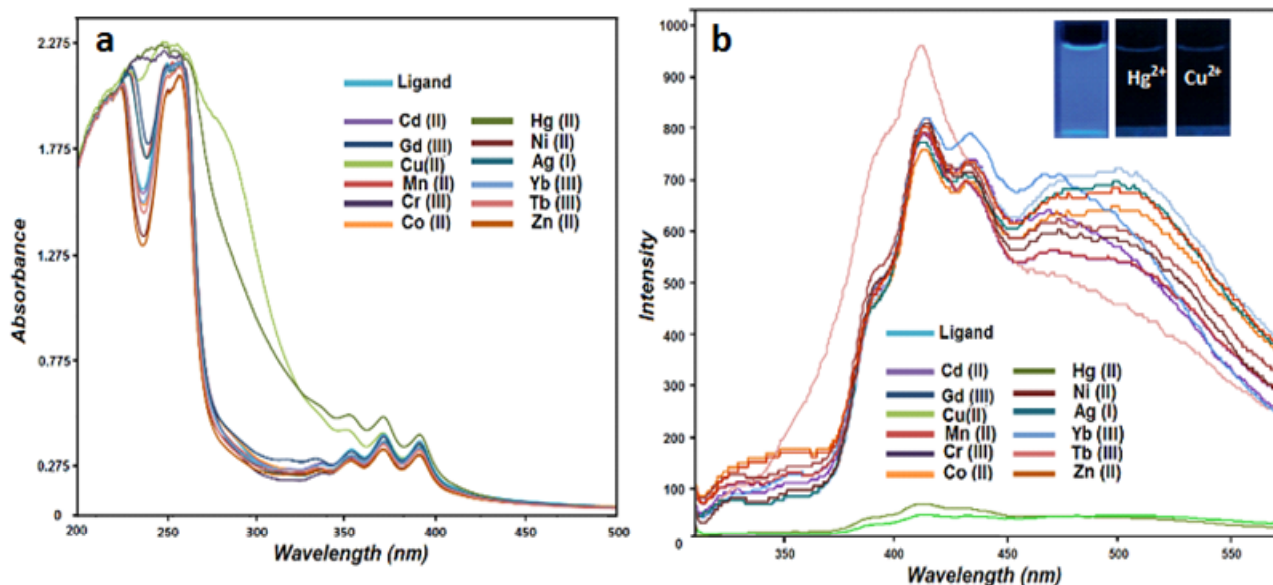 a
Absorbance
2.275
1.775
1.275
0.775
0.275
0
200
250
300
350
400
450
500
Wavelength (nm)
Ligand
Cd (II)
Gd (III)
Cu(II)
Mn (II)
Cr (III)
Co (II)
Hg (II)
Ni (II)
Ag (I)
Yb (III)
Tb (III)
Zn (II)
b
Intensity
1000
900
800
700
600
500
400
300
200
100
0
350
400
450
500
550
Wavelength (nm)
Hg²⁺
Cu²⁺
Ligand
Cd (II)
Gd (III)
Cu(II)
Mn (II)
Cr (III)
Co (II)
Hg (II)
Ni (II)
Ag (I)
Yb (III)
Tb (III)
Zn (II)